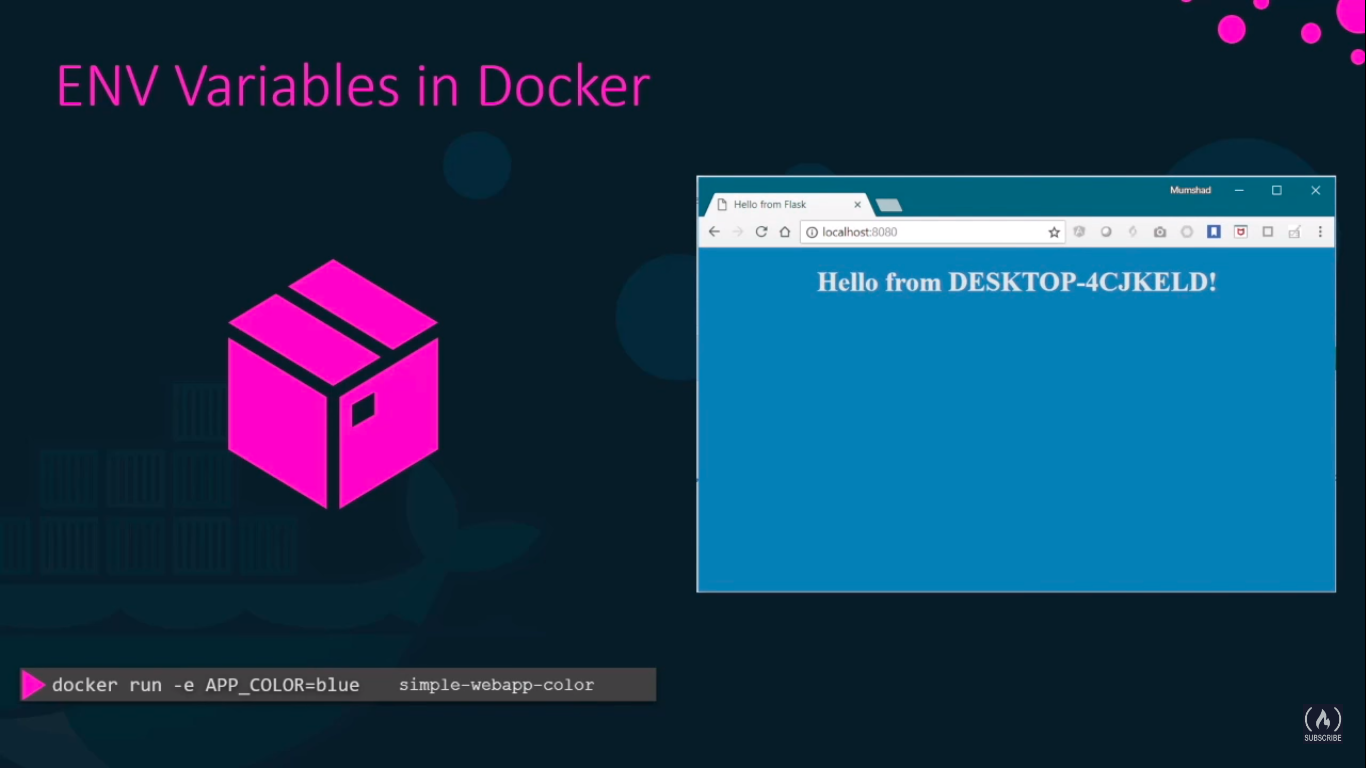 ENV Variables in Docker
Mumshad
Hello from Flask
localhost:8080
Hello from DESKTOP-4CJKELD!
docker run -e APP_COLOR=blue simple-webapp-color
SUBSCRIBE